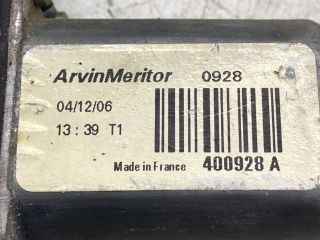 ArvinMeritor 0928
04/12/06
13:39 T1
Made in France 400928 A